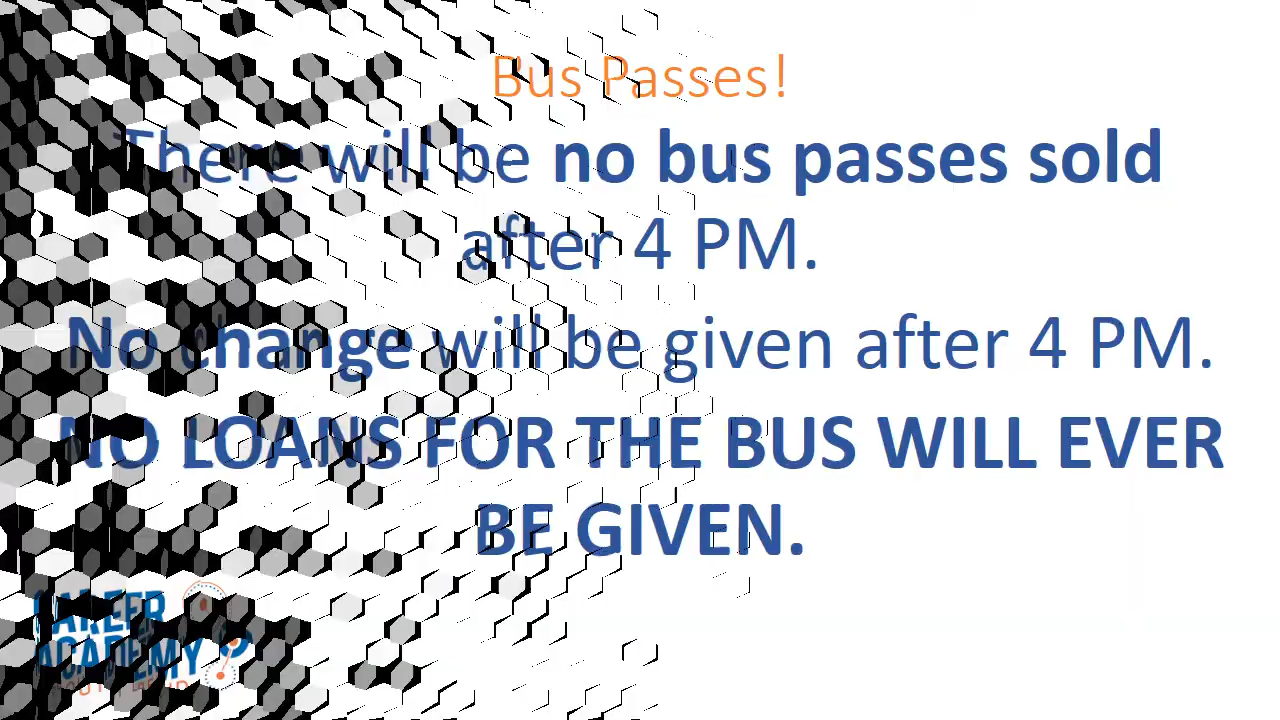 Bus Passes!
There will be no bus passes sold
after 4 PM.
No change will be given after 4 PM.
NO LOANS FOR THE BUS WILL EVER
BE GIVEN.
CAREER
ACADEMY